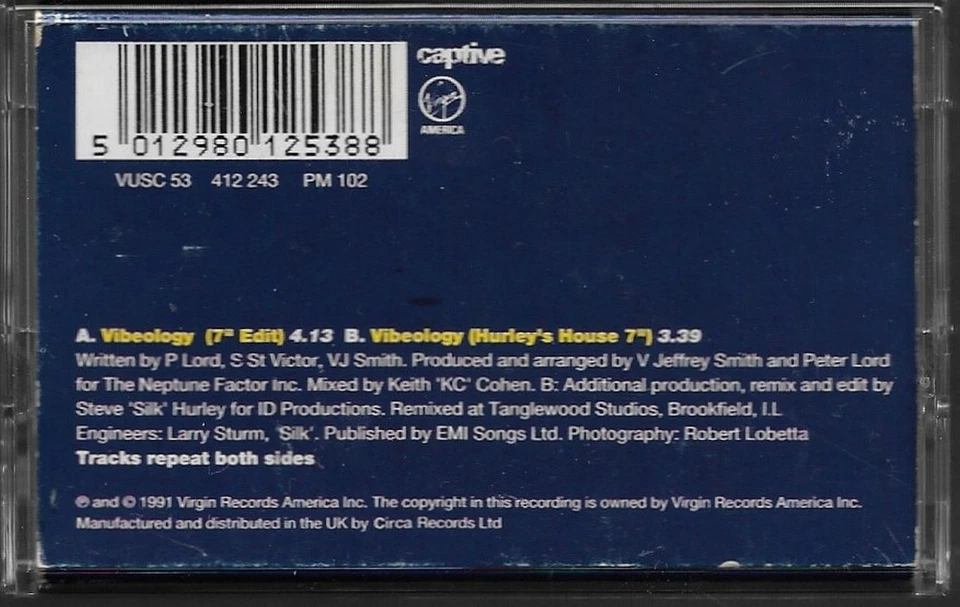 captive
Virgin
AMERICA
5 012980 125388
VUSC 53 412 243 PM 102
A. Vibeology (7" Edit) 4.13 B. Vibeology (Hurley's House 7") 3.39
Written by P Lord, S St Victor, VJ Smith. Produced and arranged by V Jeffrey Smith and Peter Lord
for The Neptune Factor Inc. Mixed by Keith 'KC' Cohen. B: Additional production, remix and edit by
Steve 'Silk' Hurley for ID Productions. Remixed at Tanglewood Studios, Brookfield, I.L
Engineers: Larry Sturm, 'Silk'. Published by EMI Songs Ltd. Photography: Robert Lobetta
Tracks repeat both sides
℗ and © 1991 Virgin Records America Inc. The copyright in this recording is owned by Virgin Records America Inc.
Manufactured and distributed in the UK by Circa Records Ltd